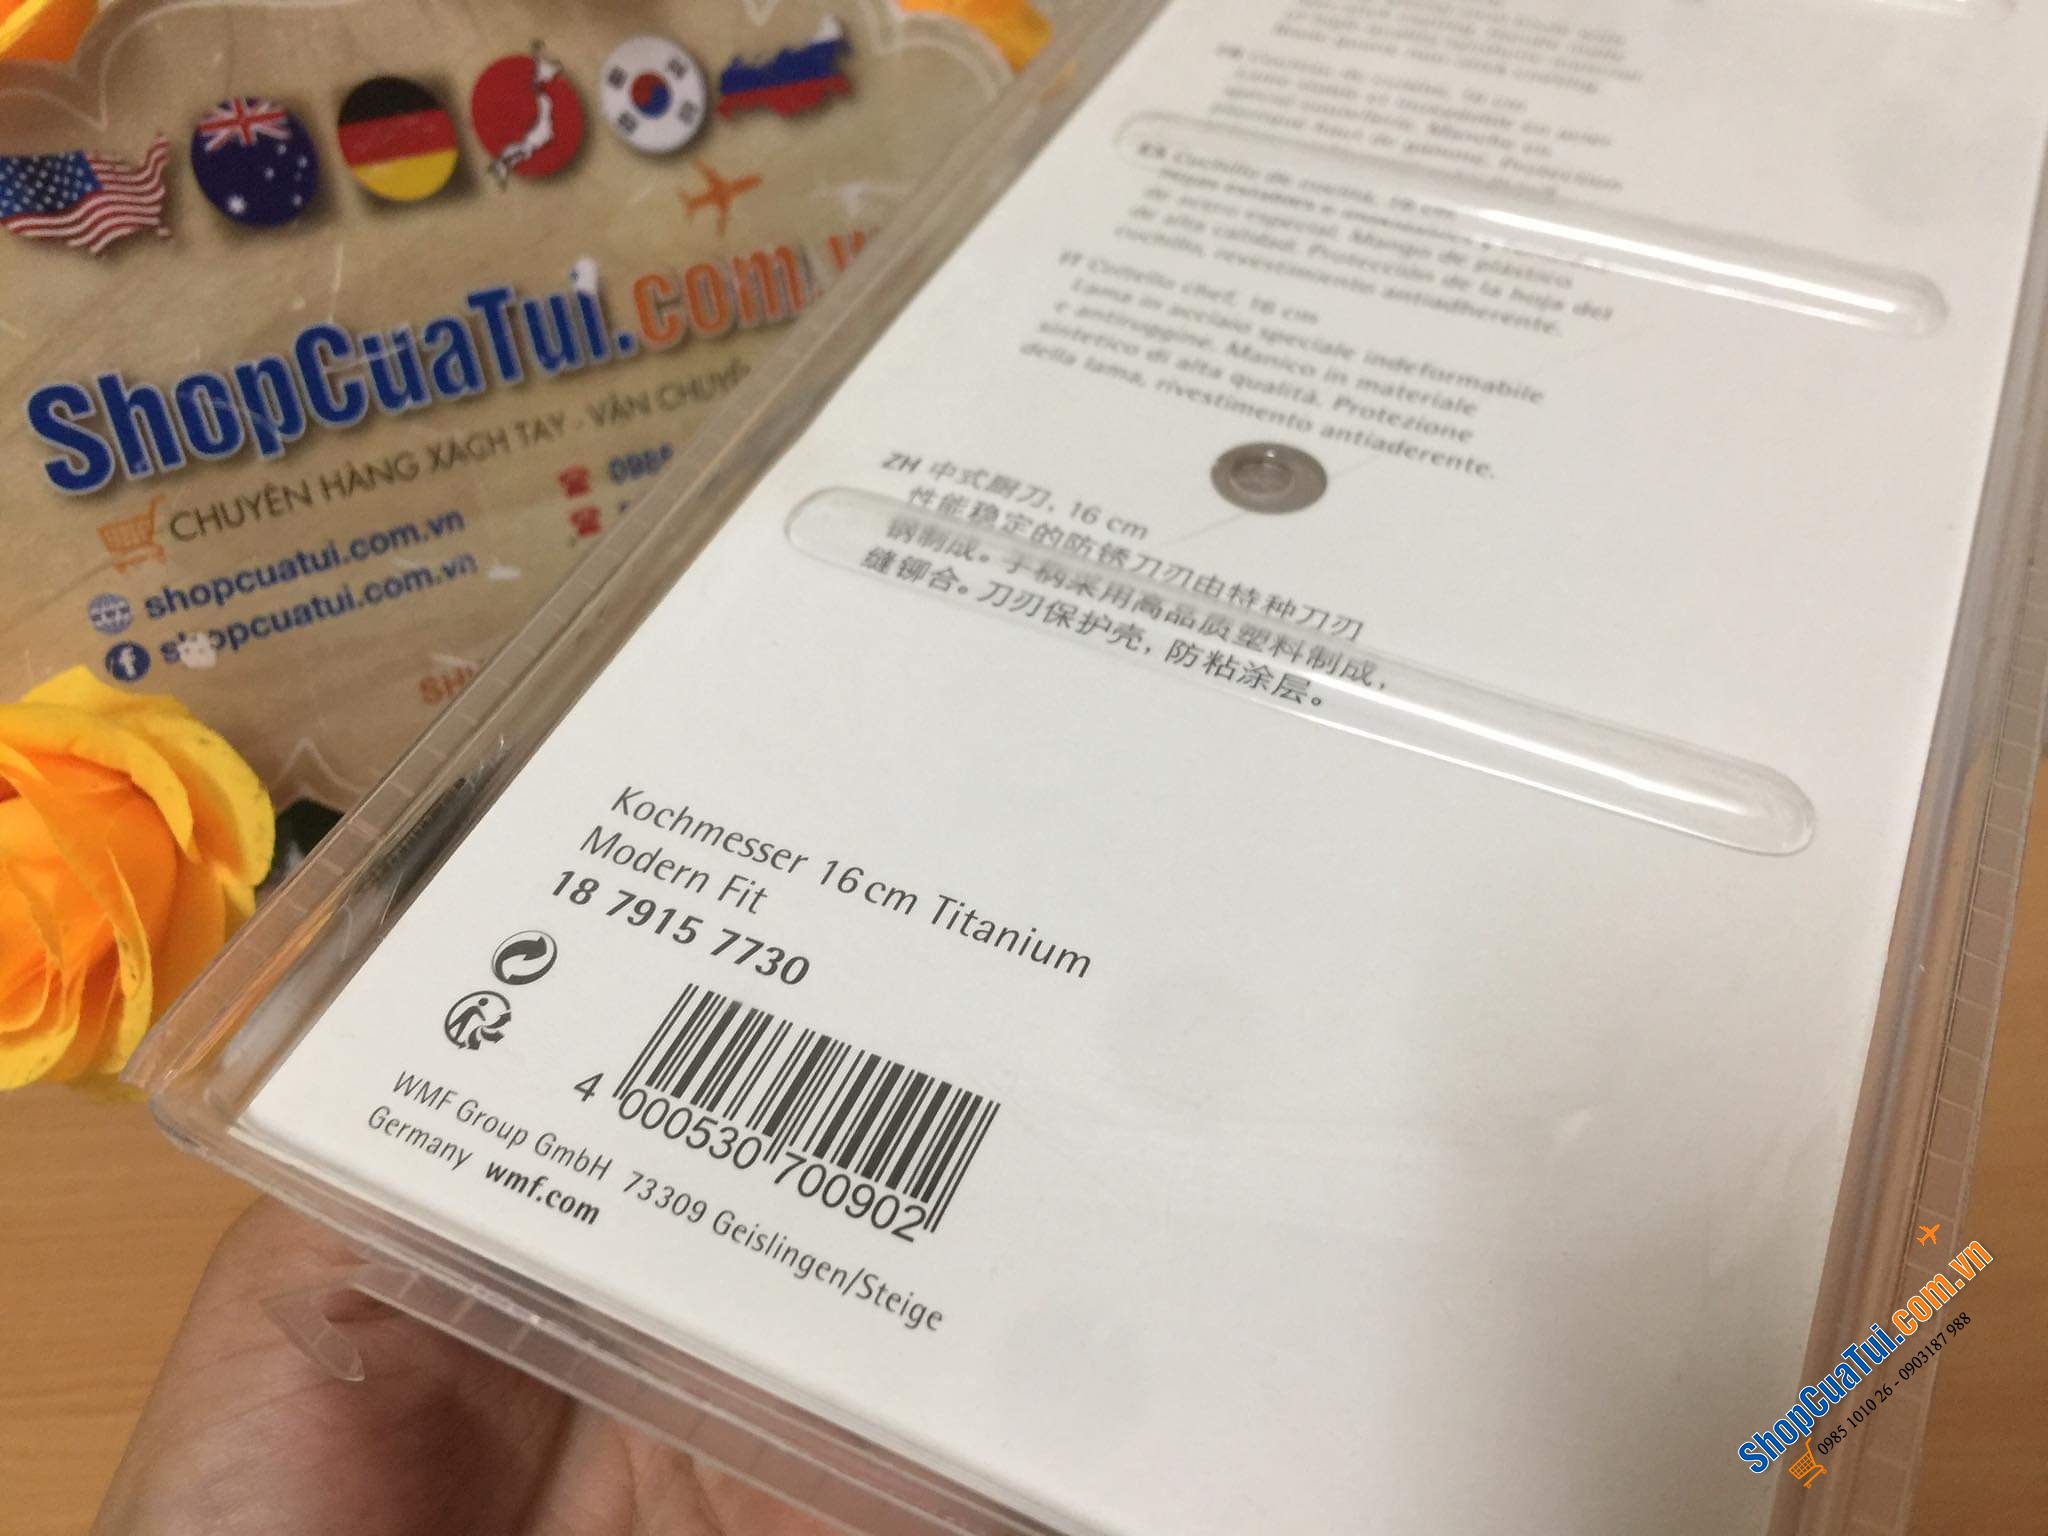 ShopCuaTui.com.v
CHUYÊN HÀNG XÁCH TAY - VẬN CHUYỂ
shopcuatui.com.vn
shopcuatui.com.vn
098
SH
ES Cuchillo de cocina, 16 cm
de acero especial. Mango de plástico
de alta calidad. Protección de la hoja del
cuchillo, revestimiento antiadherente.
IT Coltello chef, 16 cm
Lama in acciaio speciale indeformabile
e antiruggine. Manico in materiale
sintetico di alta qualità. Protezione
della lama, rivestimento antiaderente.
ZH 中式厨刀, 16 cm
性能稳定的防锈刀刃由特种刀刃
钢制成。手柄采用高品质塑料制成,
缝铆合。刀刃保护壳, 防粘涂层。
Kochmesser 16 cm Titanium
Modern Fit
18 7915 7730
4 000530 700902
WMF Group GmbH 73309 Geislingen/Steige
Germany wmf.com
ShopCuaTui.com.vn
0985 1010 26 - 0903187 988